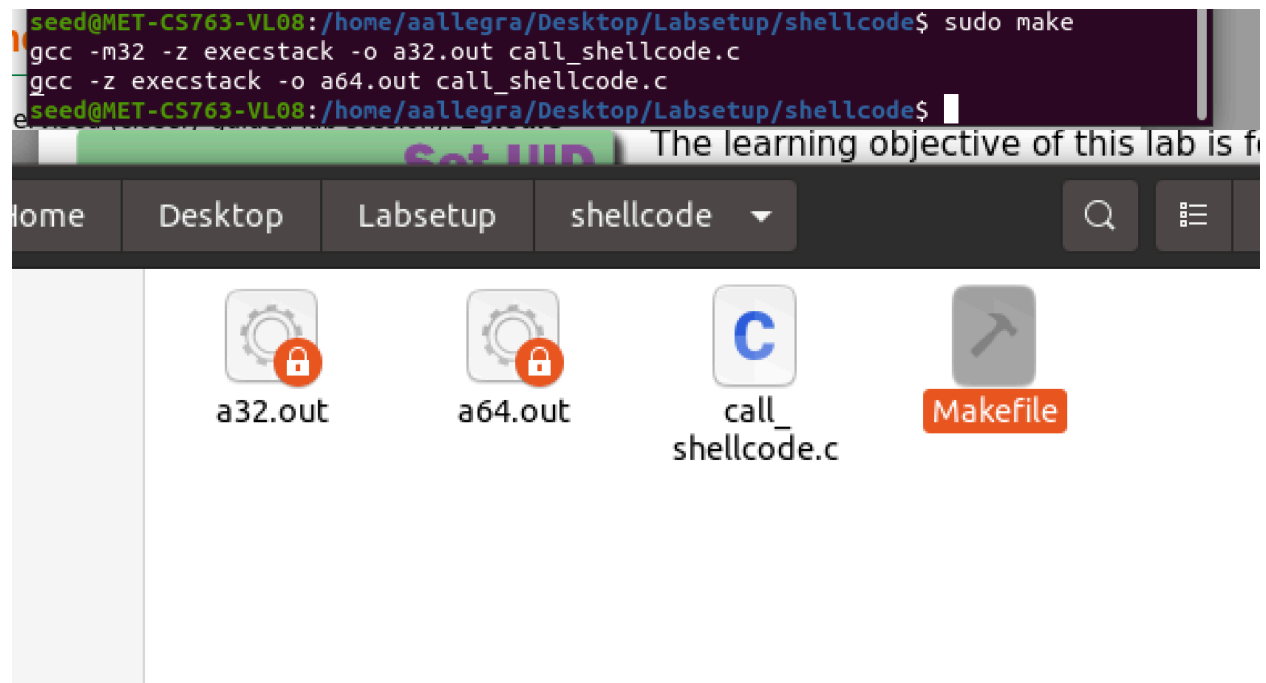 seed@MET-CS763-VL08:/home/aallegra/Desktop/Labsetup/shellcode$ sudo make
gcc -m32 -z execstack -o a32.out call_shellcode.c
gcc -z execstack -o a64.out call_shellcode.c
seed@MET-CS763-VL08:/home/aallegra/Desktop/Labsetup/shellcode$
The learning objective of this lab is
Home Desktop Labsetup shellcode
a32.out a64.out call_ Makefile
shellcode.c